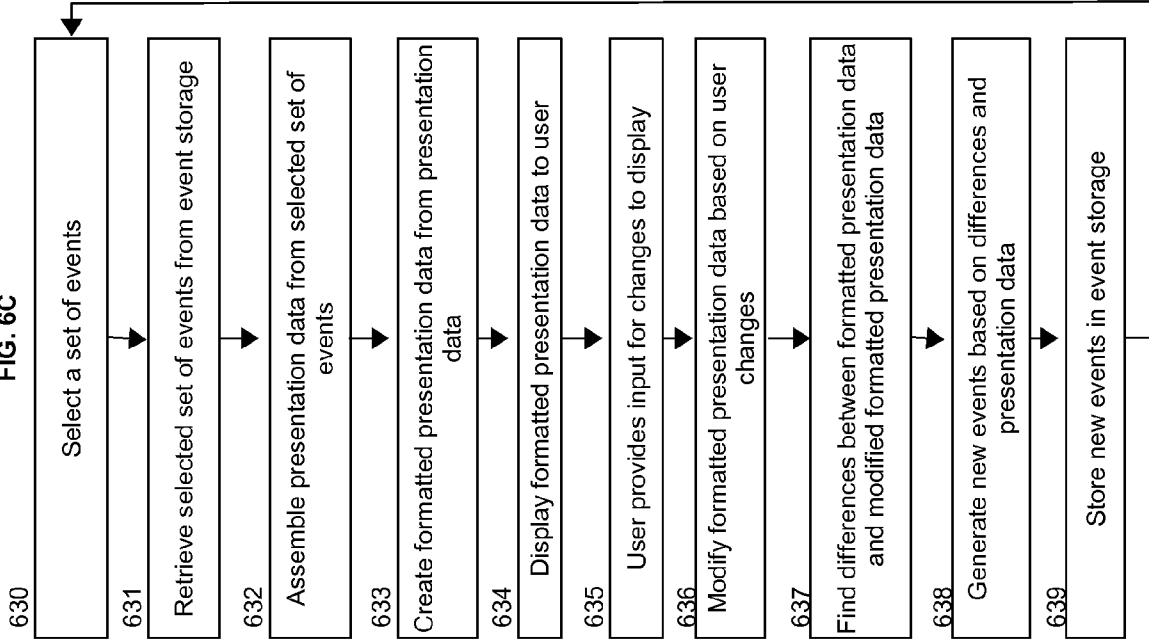 FIG. 6C
630
Select a set of events
631
Retrieve selected set of events from event storage
632
Assemble presentation data from selected set of
events
633
Create formatted presentation data from presentation
data
634
Display formatted presentation data to user
635
User provides input for changes to display
636
Modify formatted presentation data based on user
changes
637
Find differences between formatted presentation data
and modified formatted presentation data
638
Generate new events based on differences and
presentation data
639
Store new events in event storage